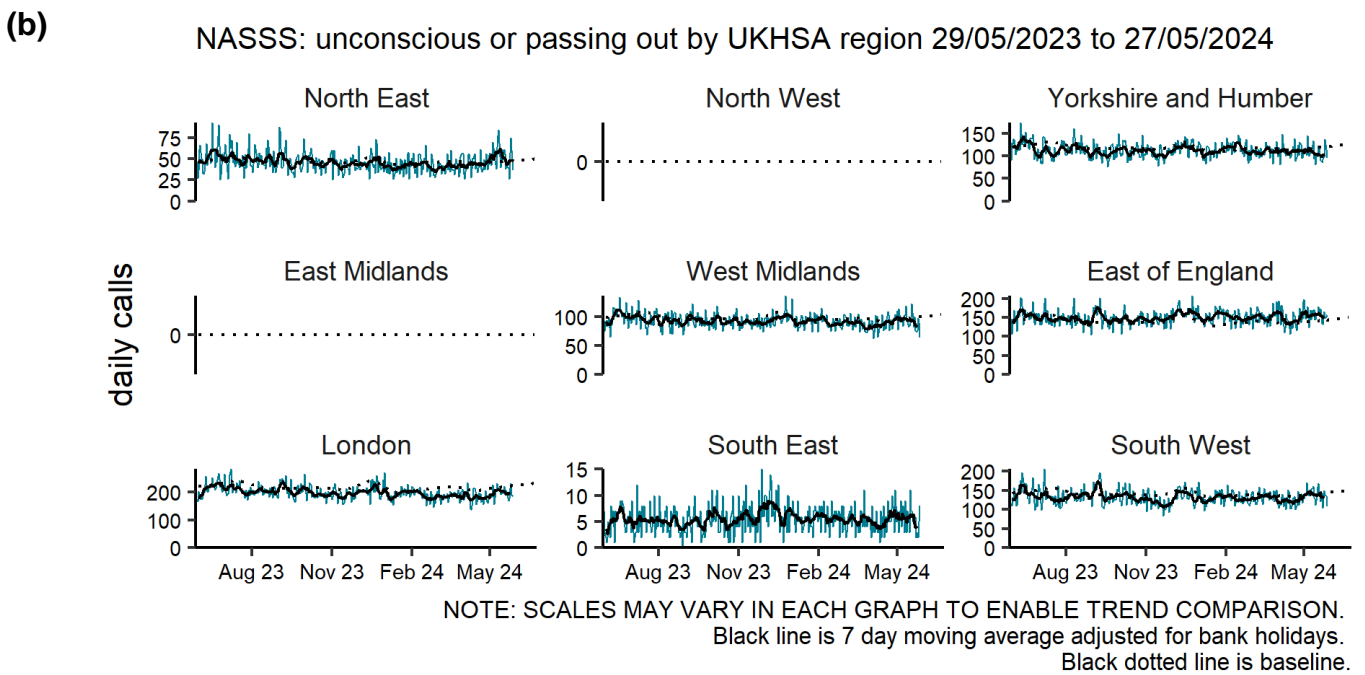 (b)
NASSS: unconscious or passing out by UKHSA region 29/05/2023 to 27/05/2024
North East
North West
Yorkshire and Humber
75
50
25
0
0
150
100
50
0
East Midlands
West Midlands
East of England
daily calls
0
100
50
0
200
150
100
50
0
London
South East
South West
200
100
0
15
10
5
0
200
150
100
50
0
Aug 23 Nov 23 Feb 24 May 24
Aug 23 Nov 23 Feb 24 May 24
Aug 23 Nov 23 Feb 24 May 24
NOTE: SCALES MAY VARY IN EACH GRAPH TO ENABLE TREND COMPARISON.
Black line is 7 day moving average adjusted for bank holidays.
Black dotted line is baseline.